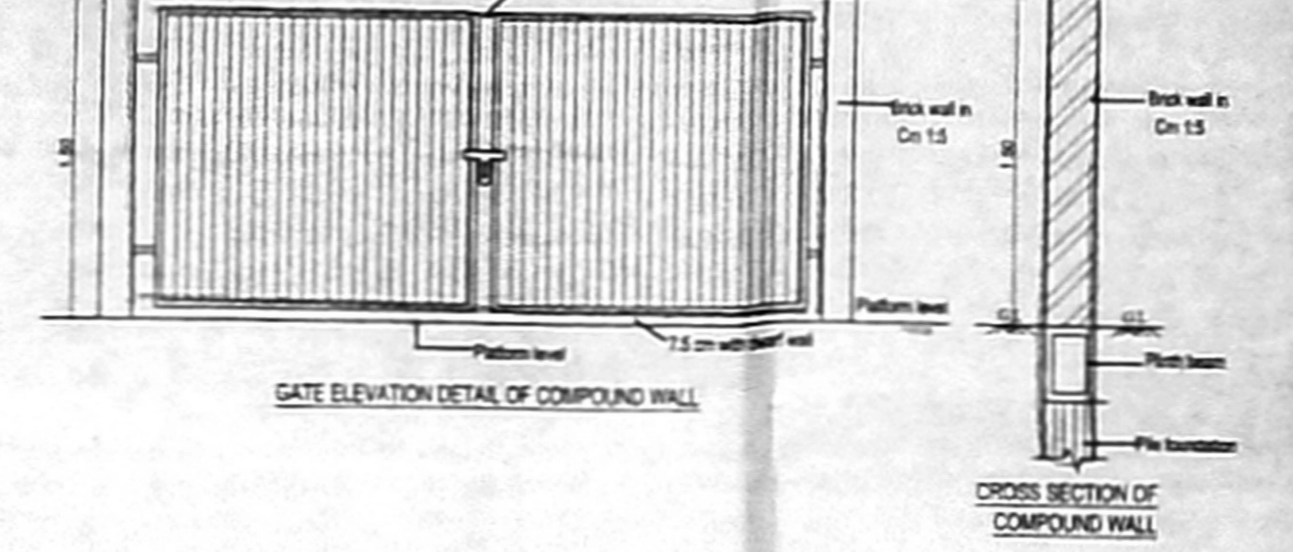 Brick wall in
Cm 1:5
Platform level
Platform level
7.5 cm with dwarf wall
GATE ELEVATION DETAIL OF COMPOUND WALL
Brick wall in
Cm 1:5
G.L
Plinth beam
Pile foundation
CROSS SECTION OF
COMPOUND WALL